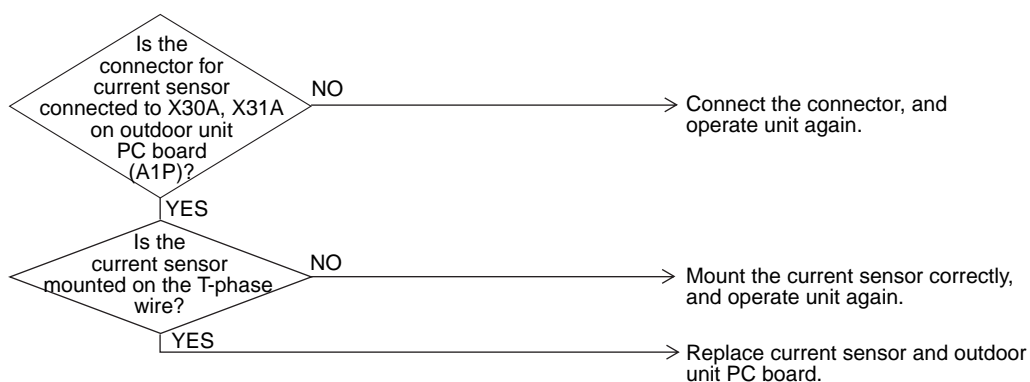 Is the
connector for
current sensor
connected to X30A, X31A
on outdoor unit
PC board
(A1P)?
NO
Connect the connector, and
operate unit again.
YES
Is the
current sensor
mounted on the T-phase
wire?
NO
Mount the current sensor correctly,
and operate unit again.
YES
Replace current sensor and outdoor
unit PC board.